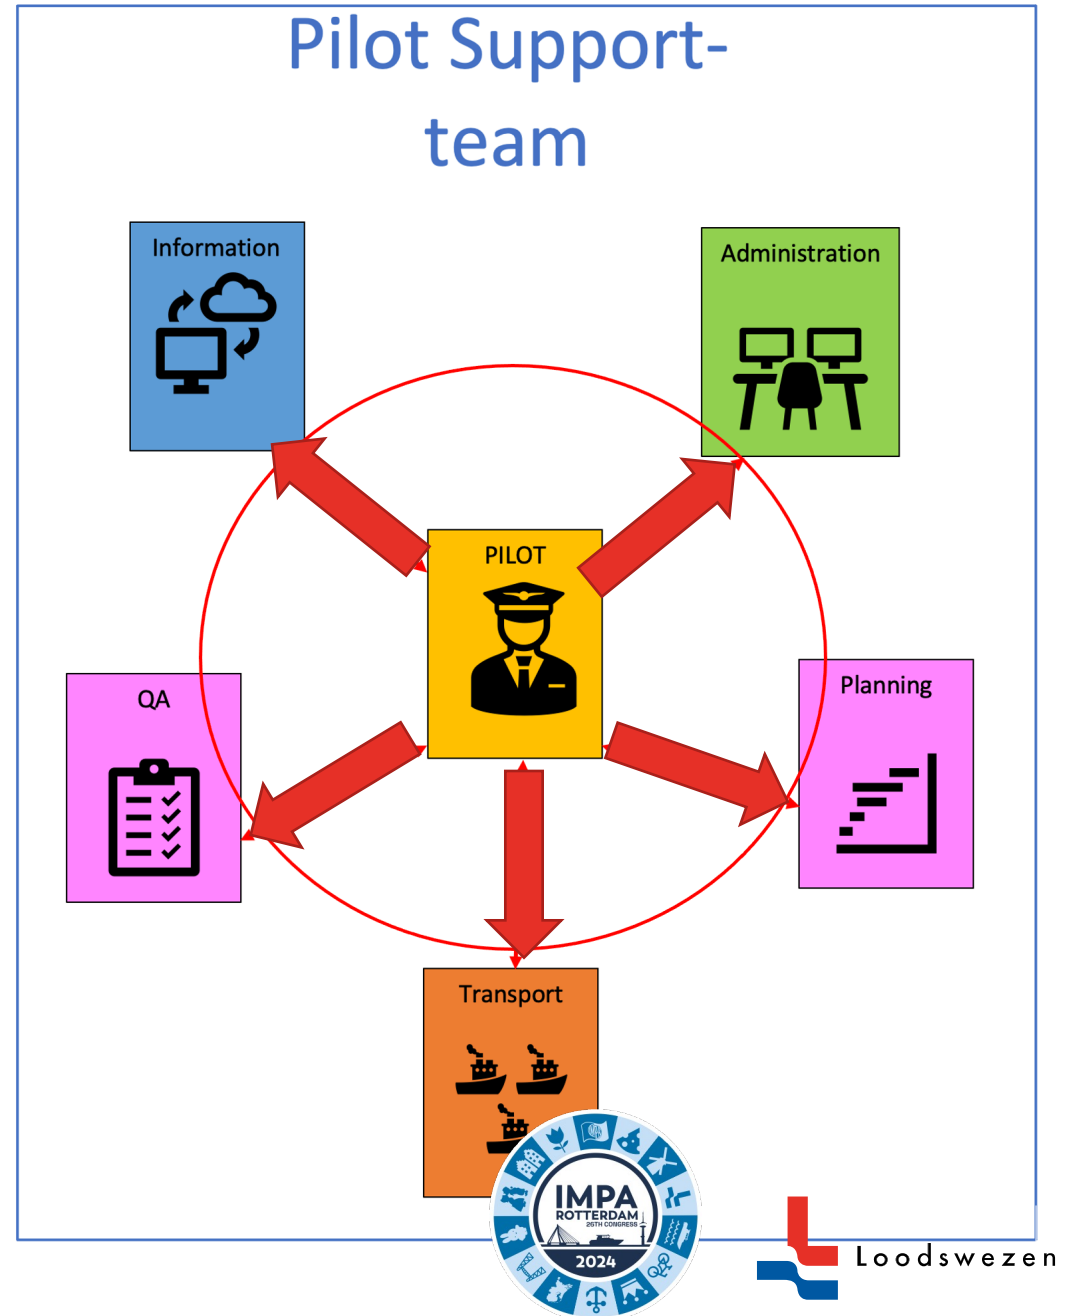 Pilot Support-
team
Information
Administration
PILOT
QA
Planning
Transport
IMPA
ROTTERDAM
26TH CONGRESS
2024
Loodswezen